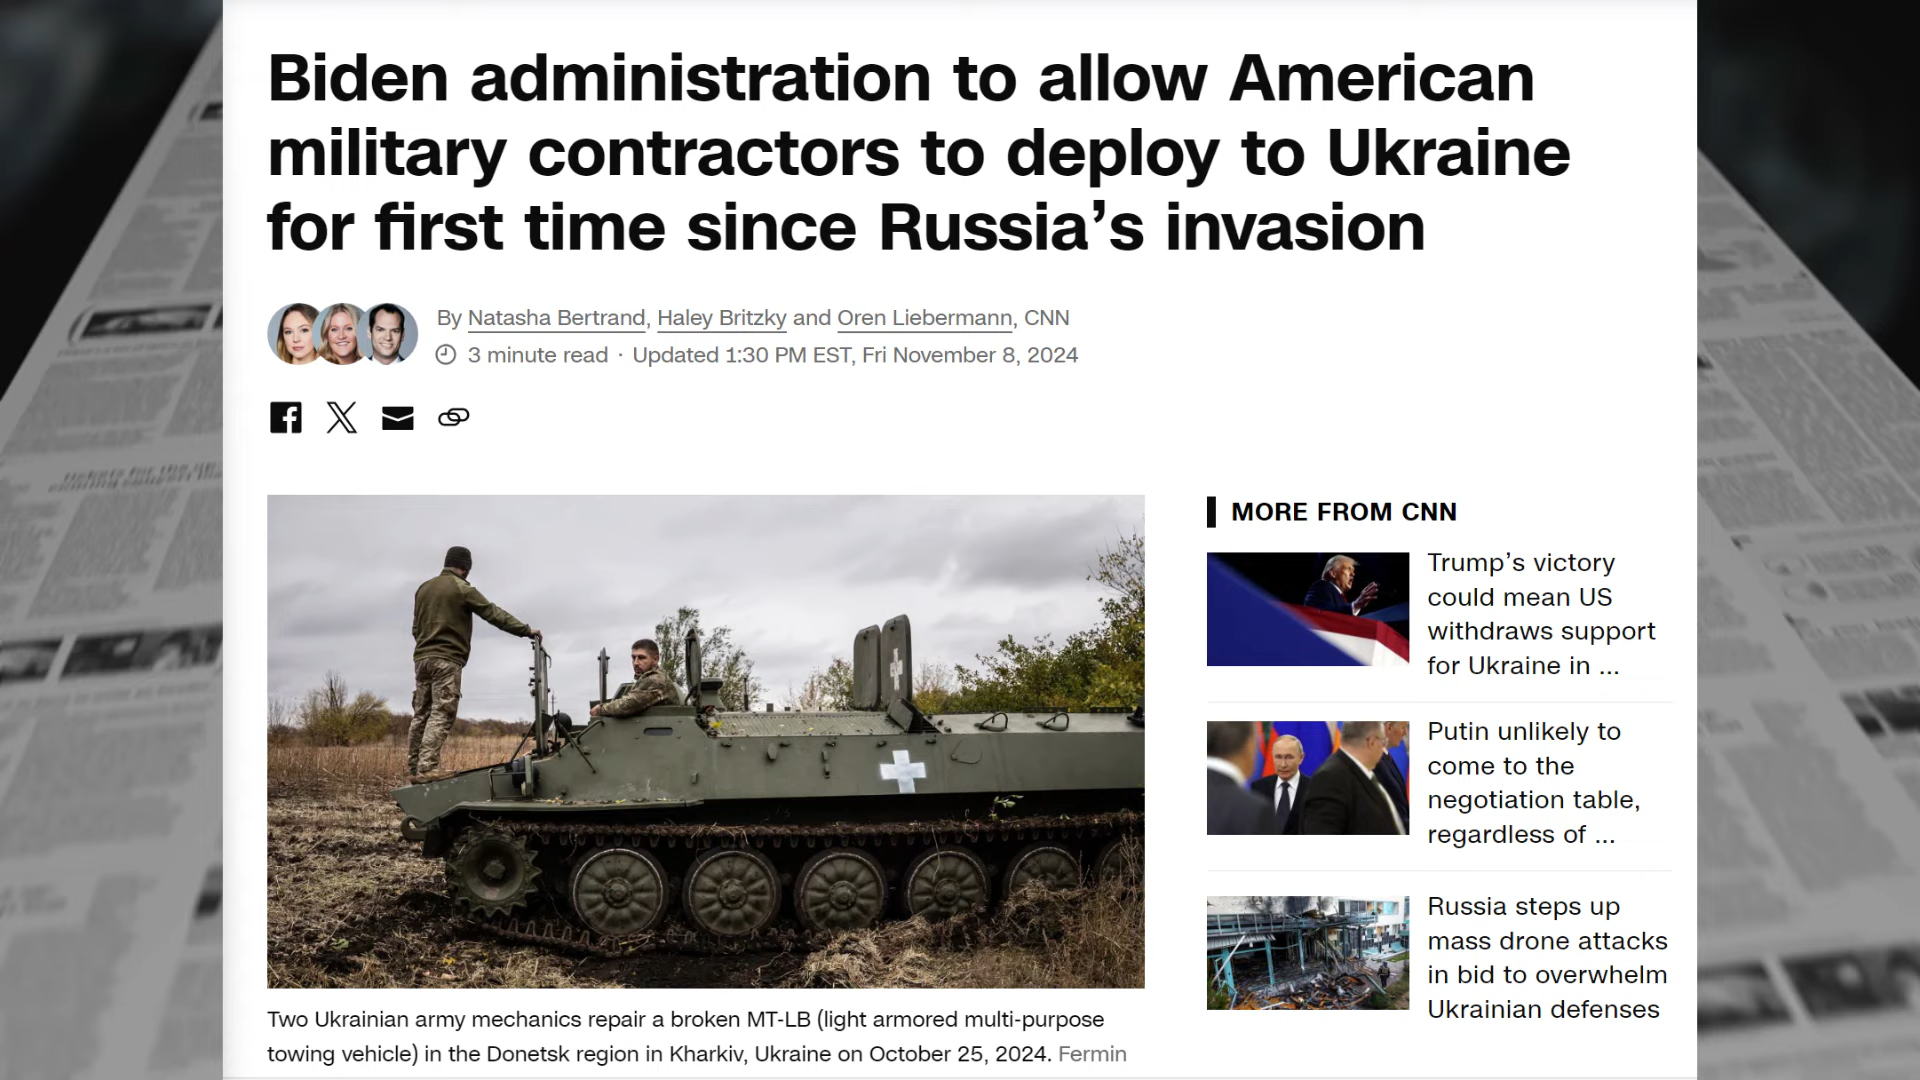 Biden administration to allow American
military contractors to deploy to Ukraine
for first time since Russia’s invasion
By Natasha Bertrand, Haley Britzky and Oren Liebermann, CNN
3 minute read · Updated 1:30 PM EST, Fri November 8, 2024
MORE FROM CNN
Trump’s victory
could mean US
withdraws support
for Ukraine in ...
Putin unlikely to
come to the
negotiation table,
regardless of ...
Russia steps up
mass drone attacks
in bid to overwhelm
Ukrainian defenses
Two Ukrainian army mechanics repair a broken MT-LB (light armored multi-purpose
towing vehicle) in the Donetsk region in Kharkiv, Ukraine on October 25, 2024. Fermin